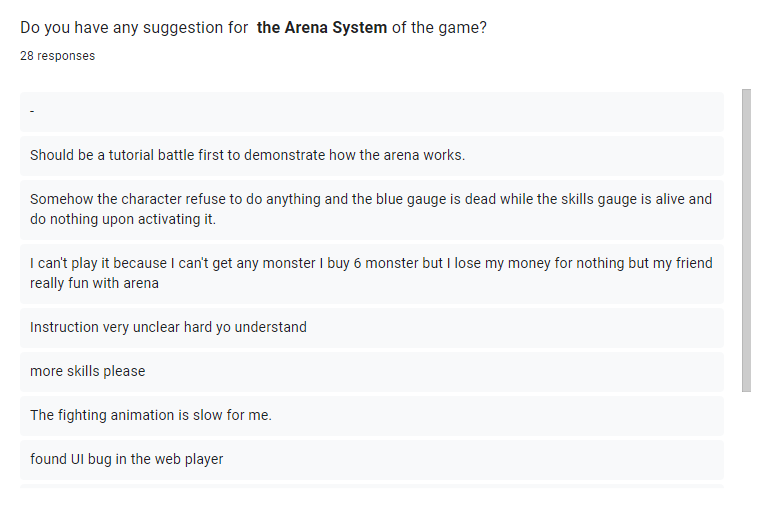 Do you have any suggestion for the Arena System of the game?
28 responses
-
Should be a tutorial battle first to demonstrate how the arena works.
Somehow the character refuse to do anything and the blue gauge is dead while the skills gauge is alive and
do nothing upon activating it.
I can't play it because I can't get any monster I buy 6 monster but I lose my money for nothing but my friend
really fun with arena
Instruction very unclear hard yo understand
more skills please
The fighting animation is slow for me.
found UI bug in the web player